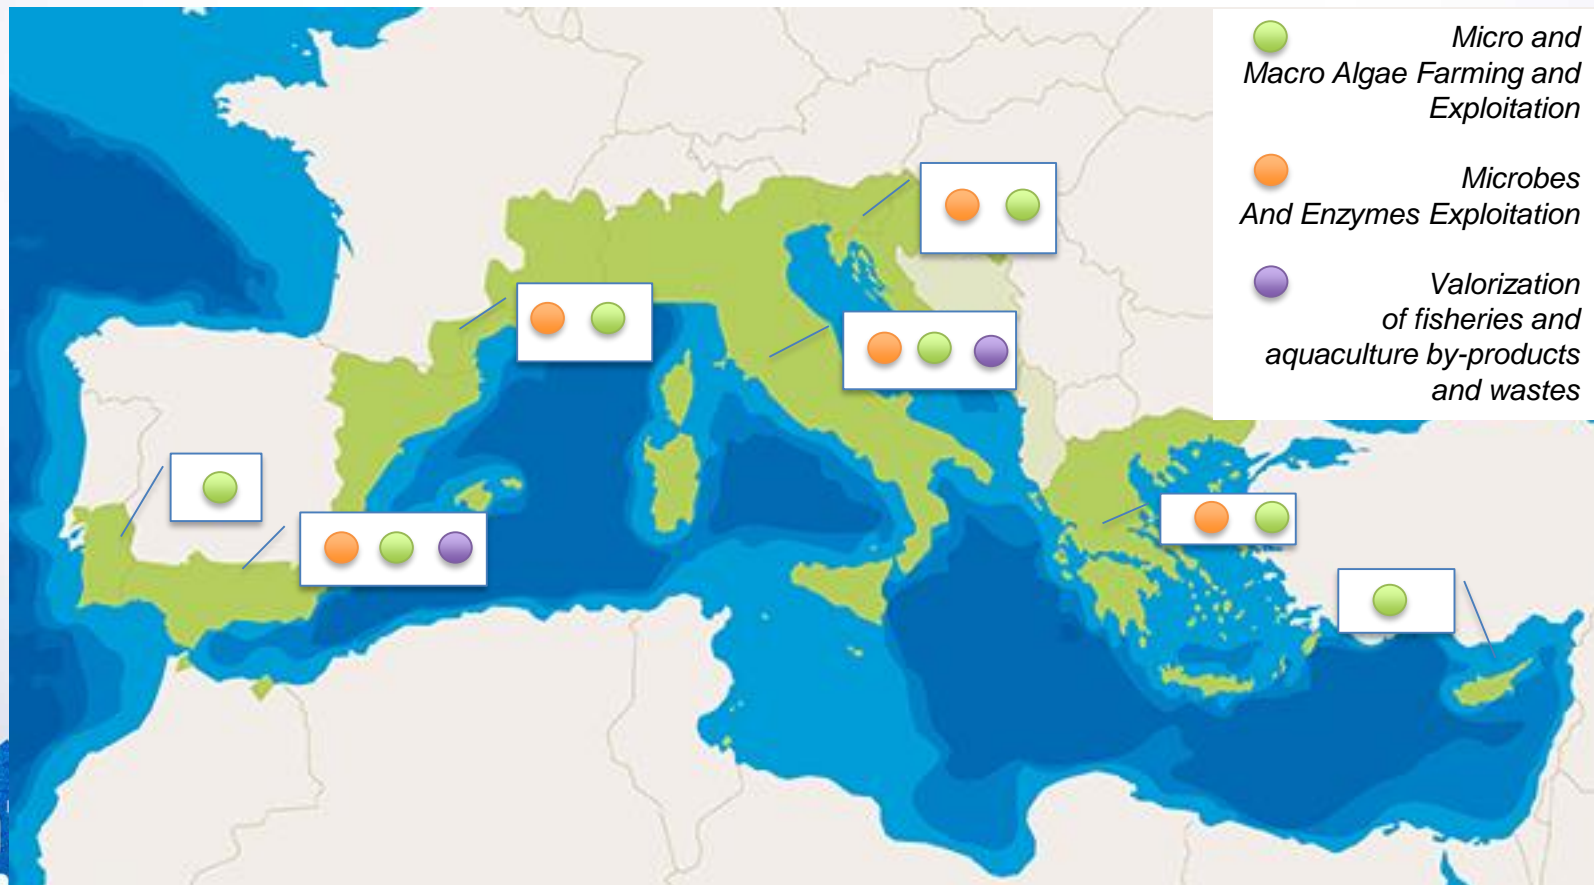 Micro and
Macro Algae Farming and
Exploitation
Microbes
And Enzymes Exploitation
Valorization
of fisheries and
aquaculture by-products
and wastes